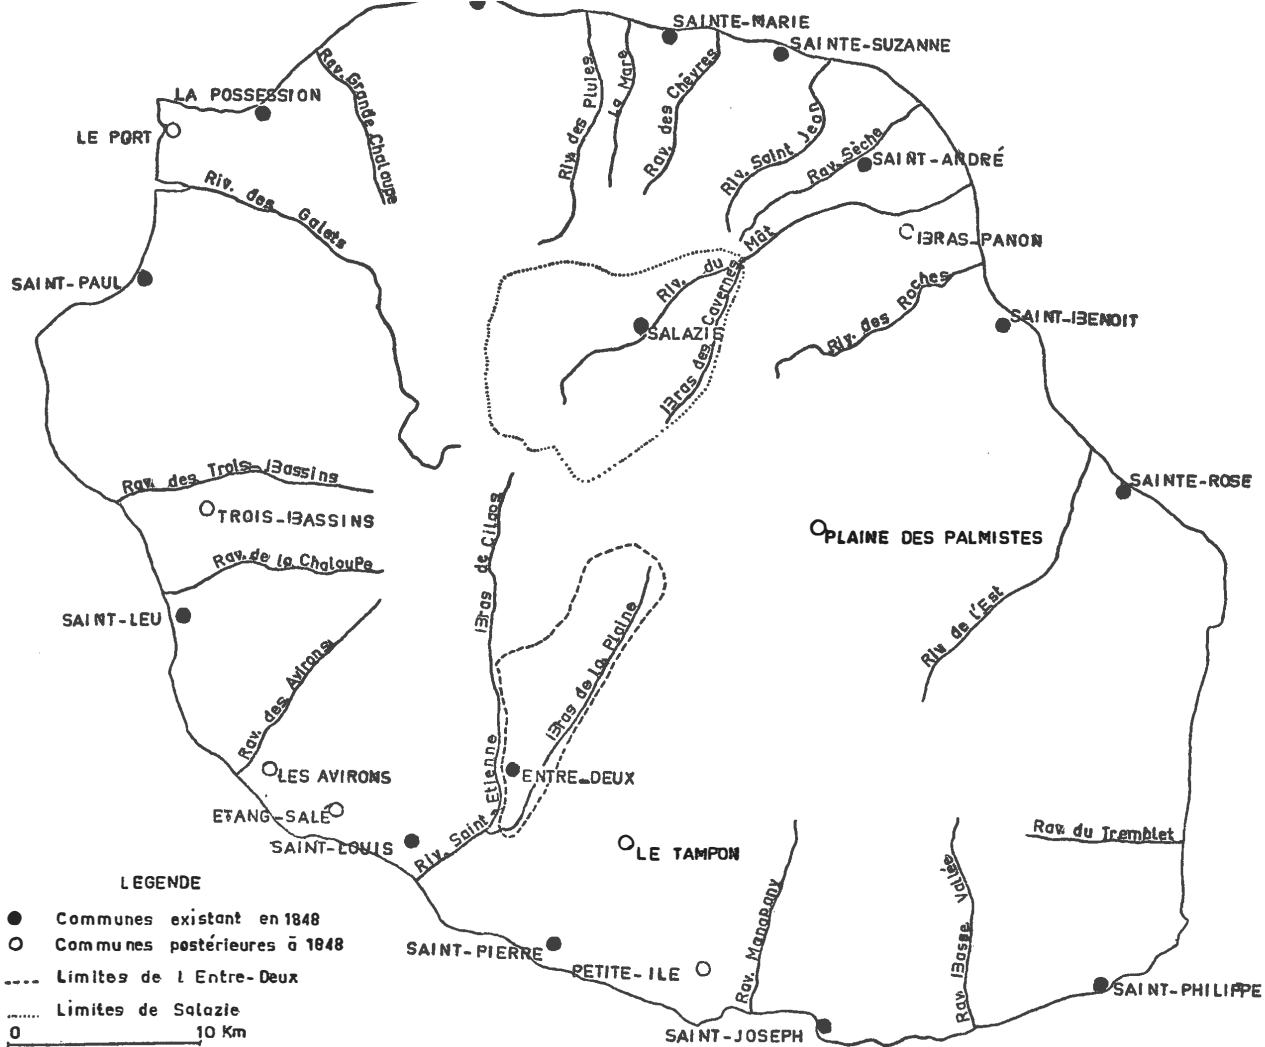 SAINTE-MARIE
SAINTE-SUZANNE
Rav. Grande Chaloupe
Riv. des Pluies
La Mare
Rav. des Chèvres
LA POSSESSION
LE PORT
Riv. Saint Jean
Rav. Sèche
SAINT-ANDRÉ
Riv. des Galets
Riv. du Mât
BRAS-PANON
SAINT-PAUL
Riv. des Roches
SAINT-BENOIT
SALAZIE
Bras des Cavernes
Rav. des Trois-Bassins
TROIS-BASSINS
SAINTE-ROSE
PLAINE DES PALMISTES
Bras de Cilaos
Rav. de la Chaloupe
SAINT-LEU
Bras de la Plaine
Riv. de l'Est
Rav. des Avirons
LES AVIRONS
ENTRE-DEUX
ETANG-SALÉ
Riv. Saint-Etienne
SAINT-LOUIS
LE TAMPON
Rav. du Tremblet
Rav. Manapany
Rav. Basse Vallée
SAINT-PIERRE
PETITE-ILE
SAINT-PHILIPPE
SAINT-JOSEPH
LEGENDE
Communes existant en 1848
Communes postérieures à 1848
Limites de l Entre-Deux
Limites de Salazie
0 10 Km